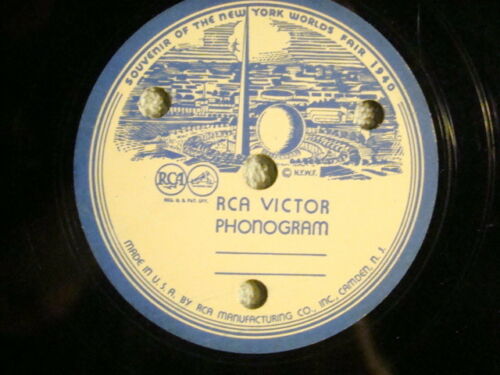 SOUVENIR OF THE NEW YORK WORLDS FAIR 1940
© N.Y.W.F.
RCA
REG. U. S. PAT. OFF.
RCA VICTOR
PHONOGRAM
MADE IN U.S.A. BY RCA MANUFACTURING CO., INC., CAMDEN, N. J.